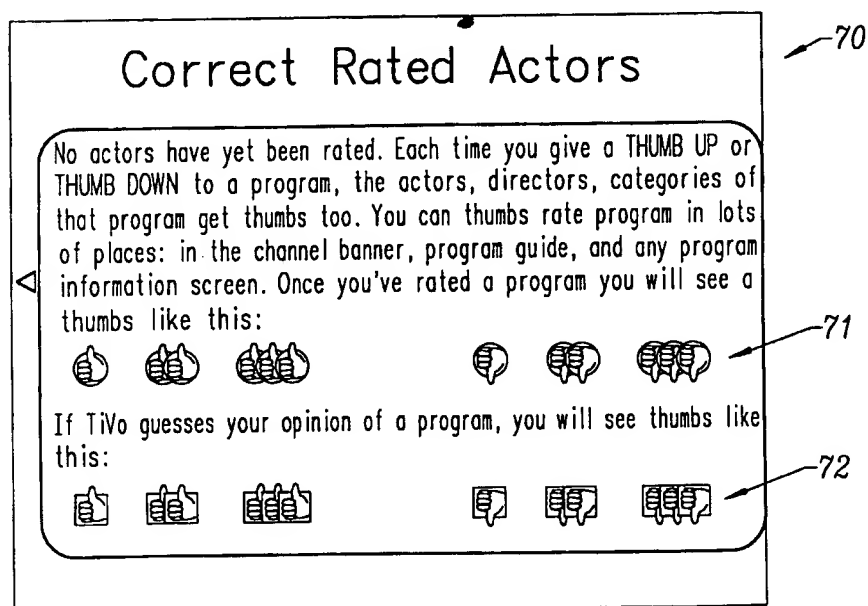 Correct Rated Actors
70
No actors have yet been rated. Each time you give a THUMB UP or
THUMB DOWN to a program, the actors, directors, categories of
that program get thumbs too. You can thumbs rate program in lots
of places: in the channel banner, program guide, and any program
information screen. Once you've rated a program you will see a
thumbs like this:
71
If TiVo guesses your opinion of a program, you will see thumbs like
this:
72